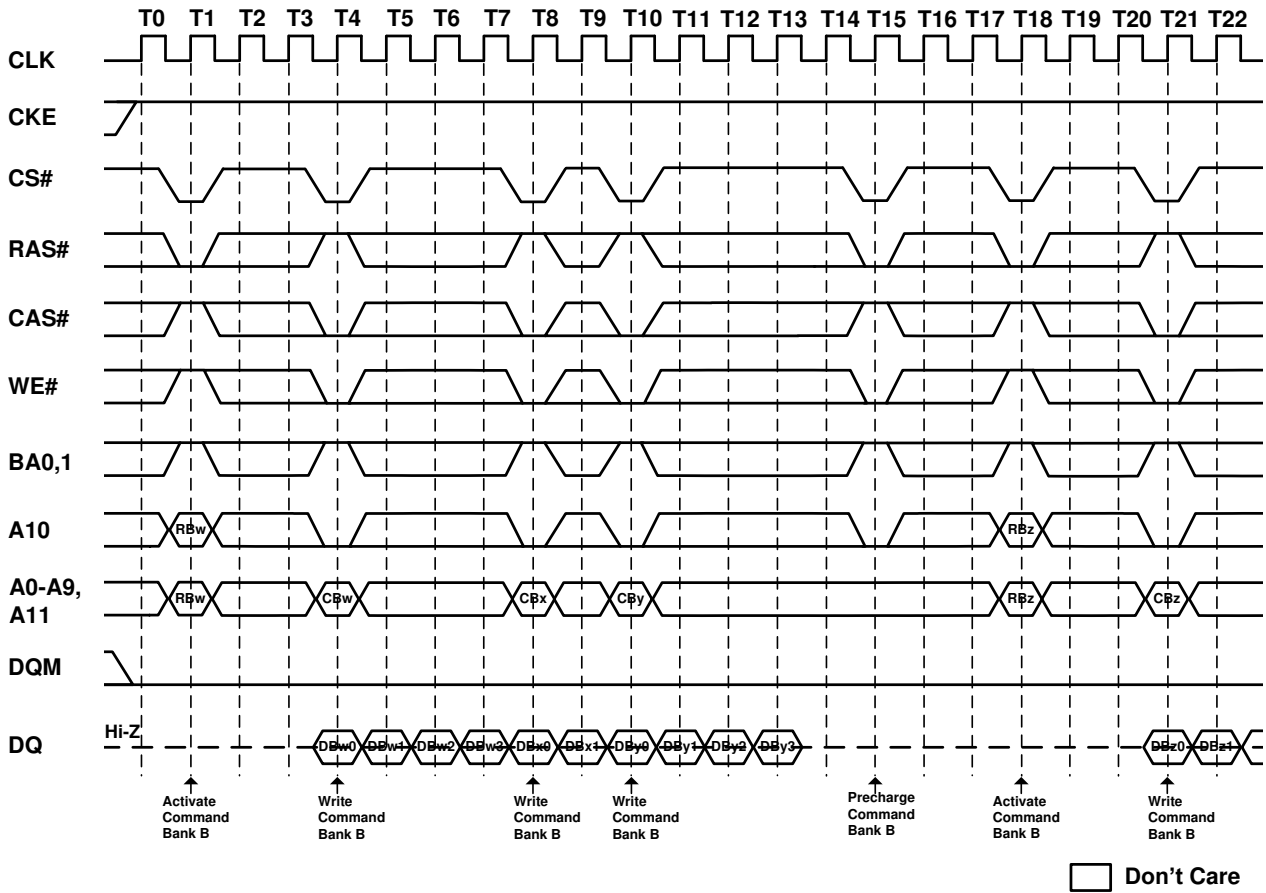 T0 T1 T2 T3 T4 T5 T6 T7 T8 T9 T10 T11 T12 T13 T14 T15 T16 T17 T18 T19 T20 T21 T22
CLK
CKE
CS#
RAS#
CAS#
WE#
BA0,1
A10
RBw
RBz
A0-A9,
A11
RBw
CBw
CBx
CBy
RBz
CBz
DQM
DQ
Hi-Z
DBw0 DBw1 DBw2 DBw3 DBx0 DBx1 DBy0 DBy1 DBy2 DBy3 DBz0 DBz1
Activate
Command
Bank B
Write
Command
Bank B
Write
Command
Bank B
Write
Command
Bank B
Precharge
Command
Bank B
Activate
Command
Bank B
Write
Command
Bank B
Don't Care